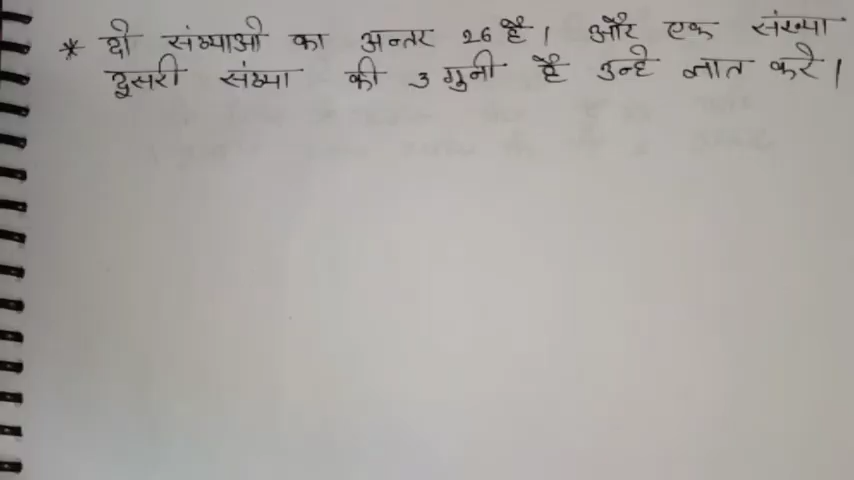 * दो संख्याओ का अन्तर 26 है। और एक संख्या
दूसरी संख्या की 3 गुनी है उन्हे ज्ञात करे।